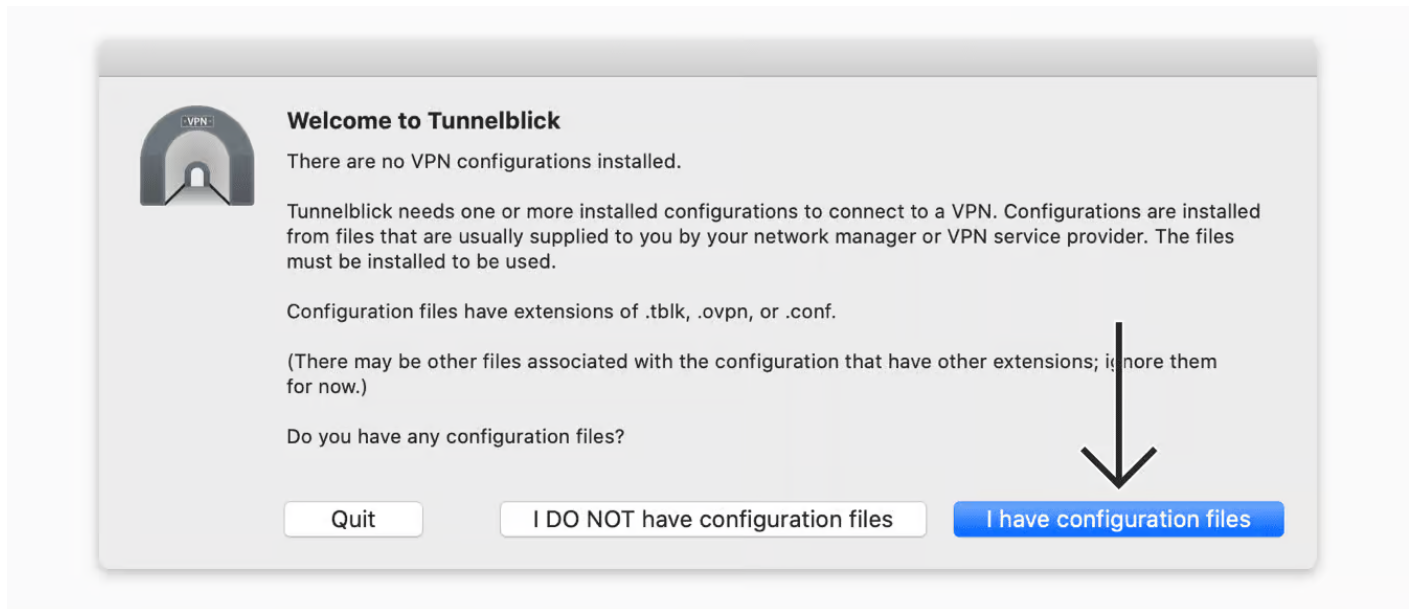 VPN
Welcome to Tunnelblick
There are no VPN configurations installed.
Tunnelblick needs one or more installed configurations to connect to a VPN. Configurations are installed
from files that are usually supplied to you by your network manager or VPN service provider. The files
must be installed to be used.
Configuration files have extensions of .tblk, .ovpn, or .conf.
(There may be other files associated with the configuration that have other extensions; ignore them
for now.)
Do you have any configuration files?
Quit
I DO NOT have configuration files
I have configuration files